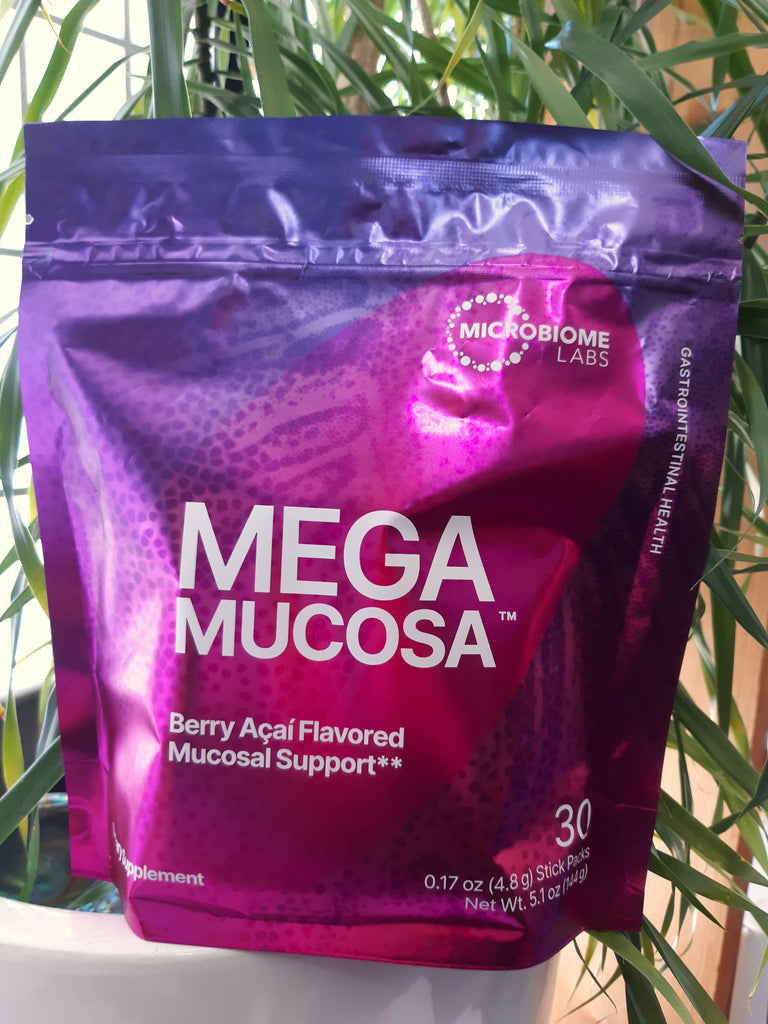 MICROBIOME
LABS
GASTROINTESTINAL HEALTH
MEGA
MUCOSA™
Berry Açaí Flavored
Mucosal Support**
30
0.17 oz (4.8 g) Stick Packs
Net Wt. 5.1 oz (144 g)
Supplement